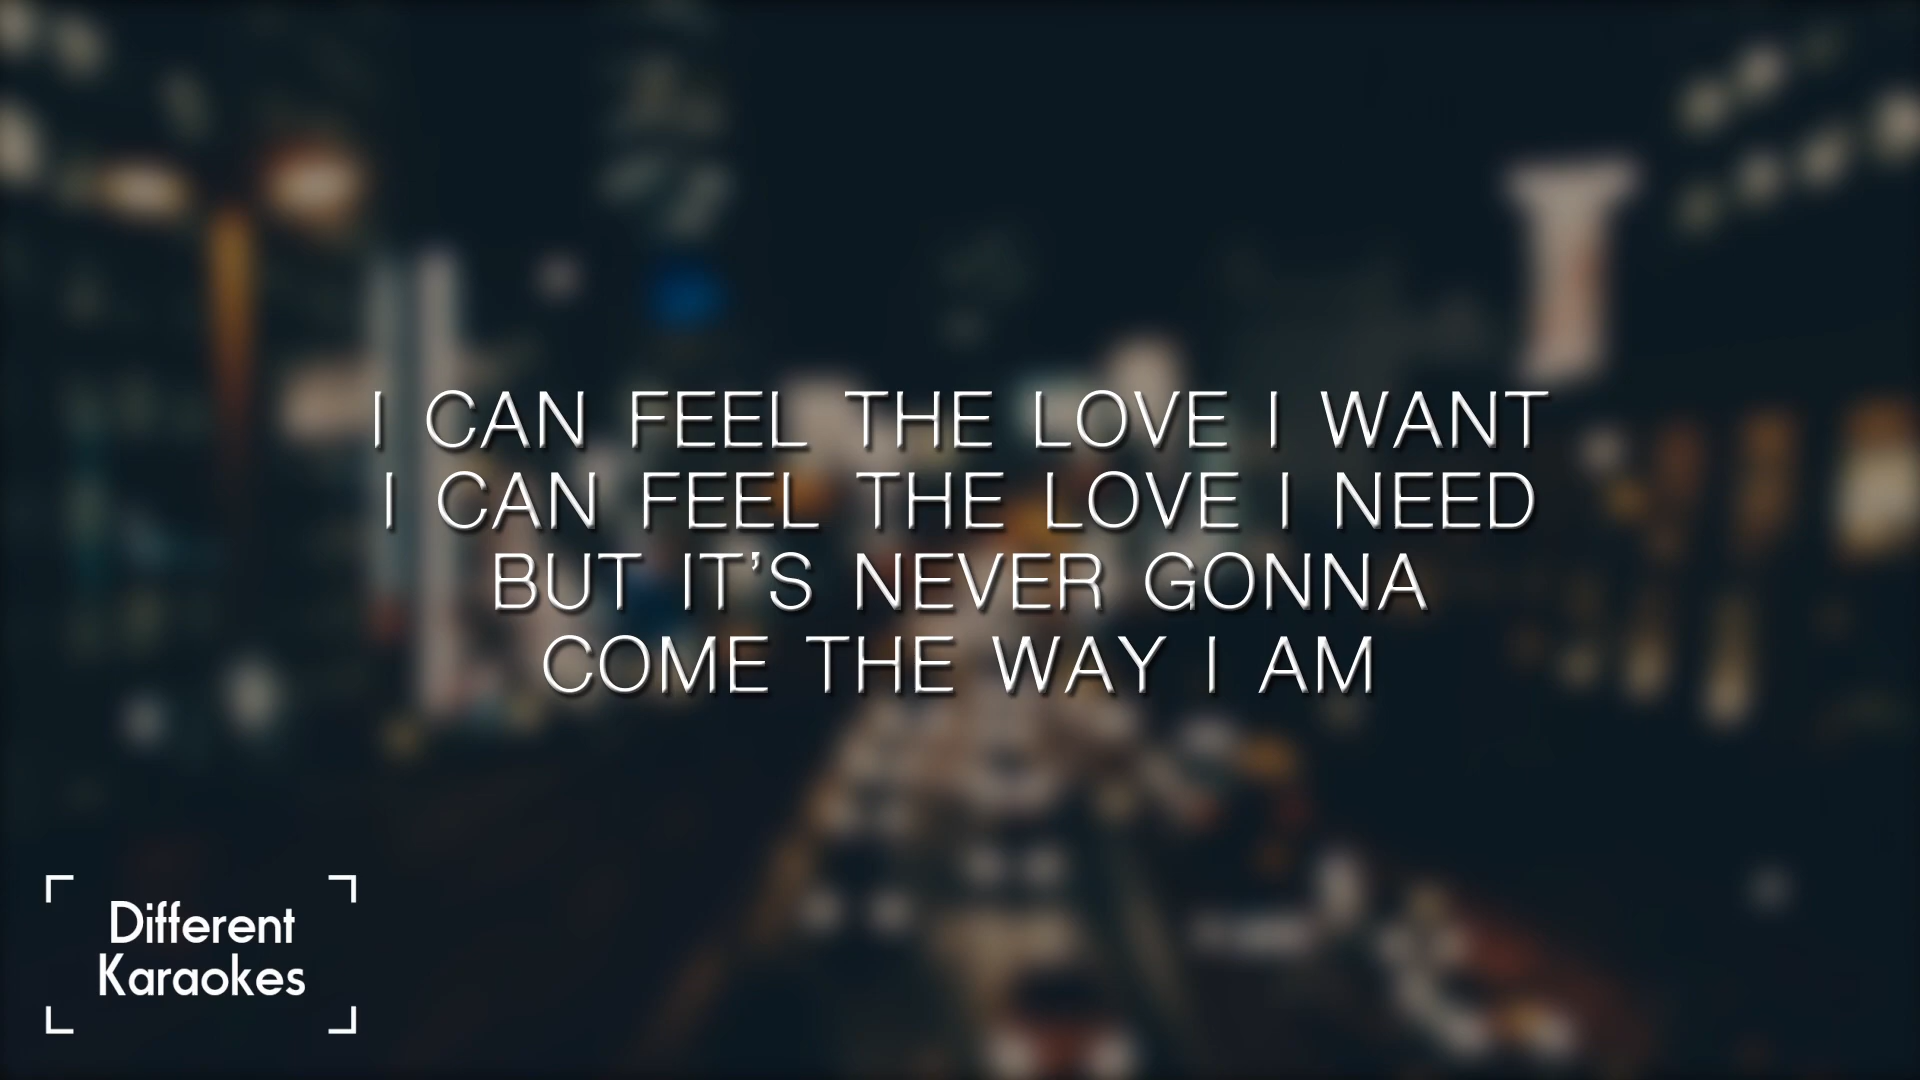 I CAN FEEL THE LOVE I WANT
I CAN FEEL THE LOVE I NEED
BUT IT’S NEVER GONNA
COME THE WAY I AM
Different
Karaokes